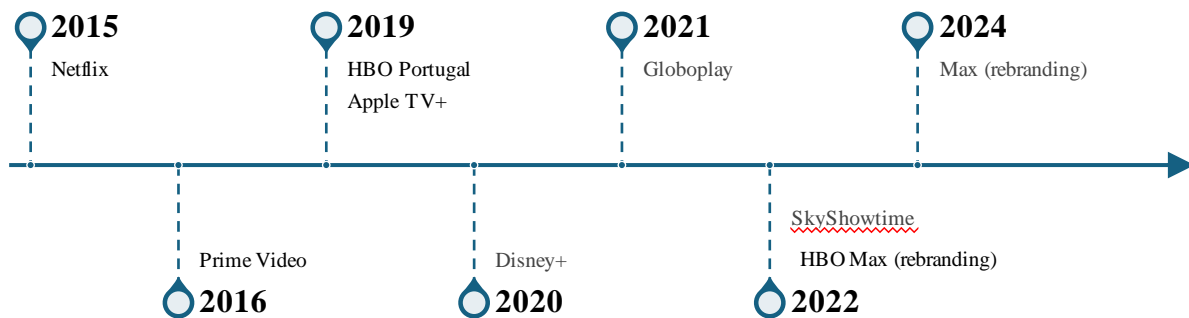 2015
Netflix
2019
HBO Portugal
Apple TV+
2021
Globoplay
2024
Max (rebranding)
Prime Video
2016
Disney+
2020
SkyShowtime
HBO Max (rebranding)
2022